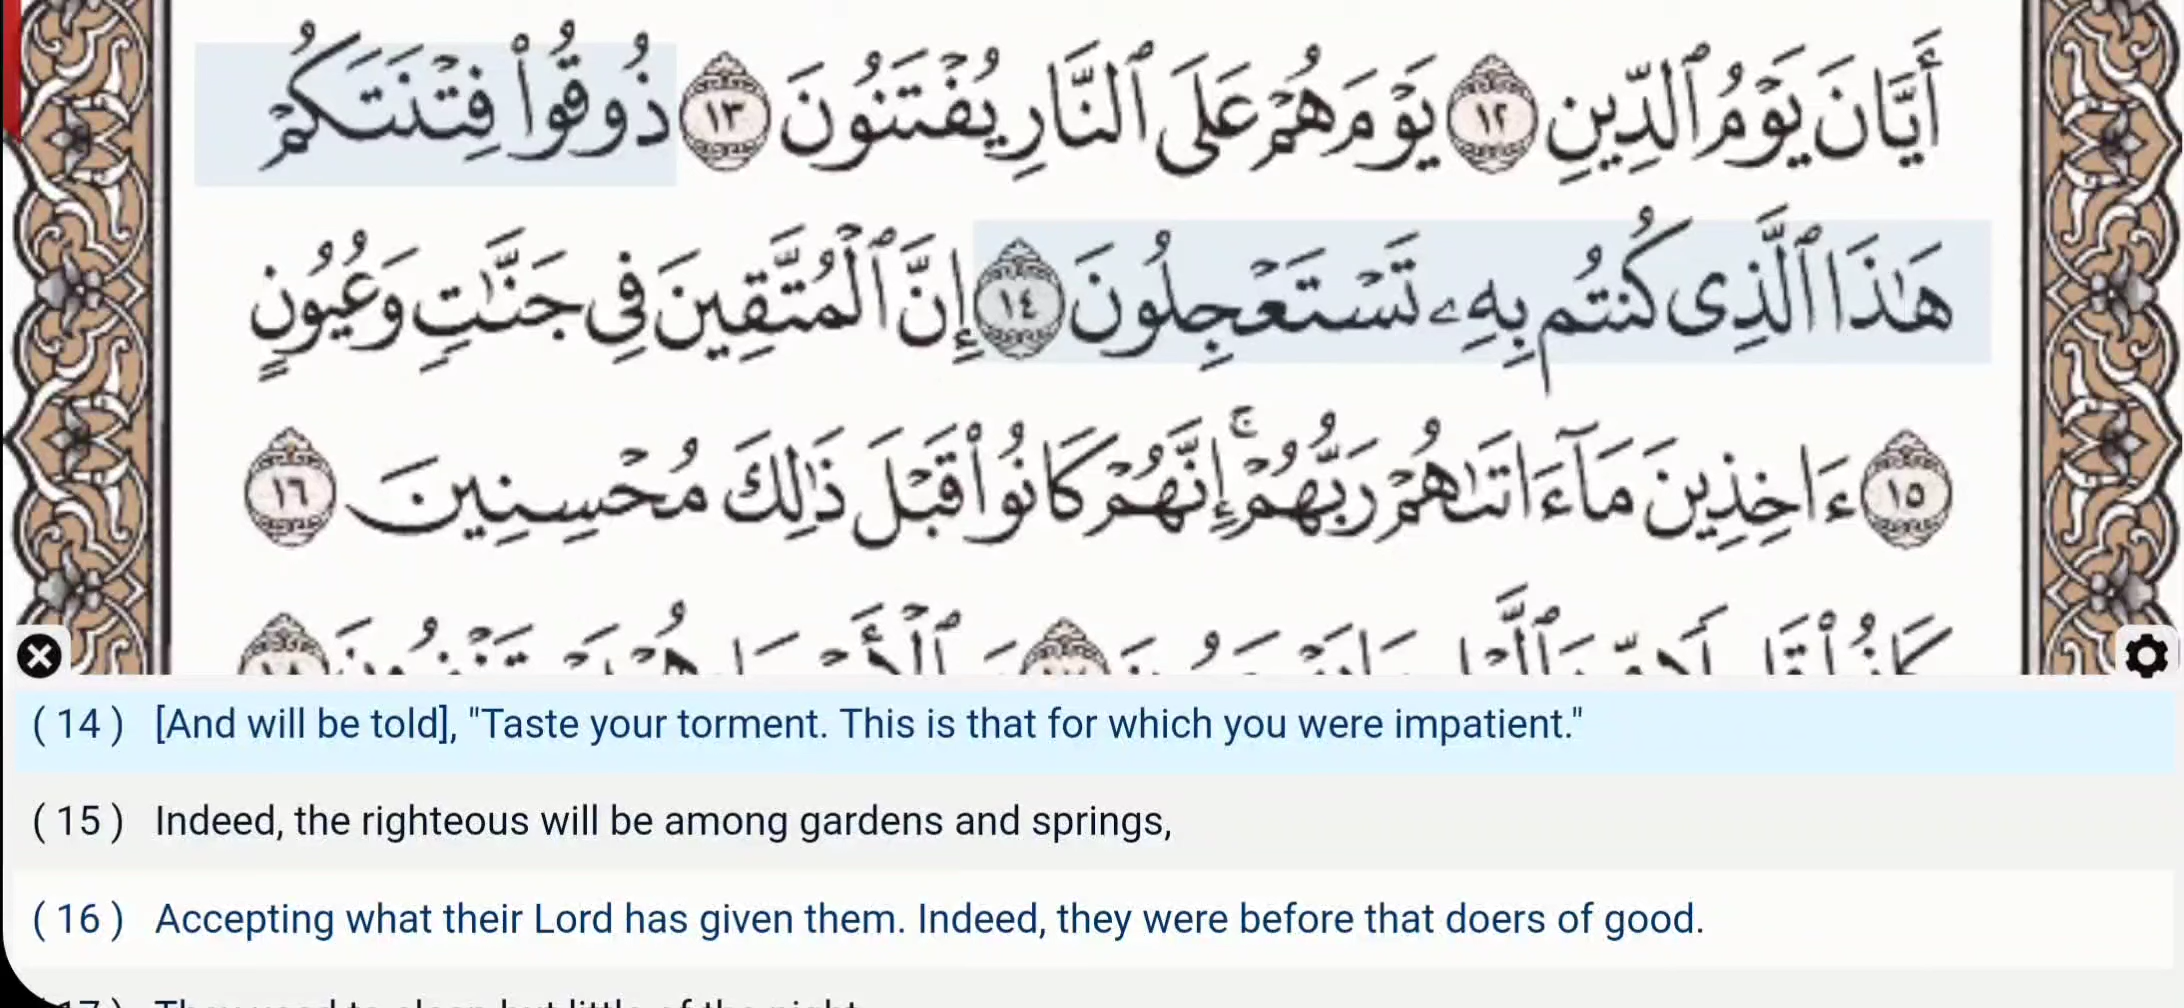 أَيَّانَ يَوْمُ ٱلدِّينِ ١٢ يَوْمَ هُمْ عَلَى ٱلنَّارِ يُفْتَنُونَ ١٣ ذُوقُوا۟ فِتْنَتَكُمْ
هَٰذَا ٱلَّذِى كُنتُم بِهِۦ تَسْتَعْجِلُونَ ١٤ إِنَّ ٱلْمُتَّقِينَ فِى جَنَّٰتٍ وَعُيُونٍ
١٥ ءَاخِذِينَ مَآ ءَاتَىٰهُمْ رَبُّهُمْ ۚ إِنَّهُمْ كَانُوا۟ قَبْلَ ذَٰلِكَ مُحْسِنِينَ ١٦
( 14 ) [And will be told], "Taste your torment. This is that for which you were impatient."
( 15 ) Indeed, the righteous will be among gardens and springs,
( 16 ) Accepting what their Lord has given them. Indeed, they were before that doers of good.